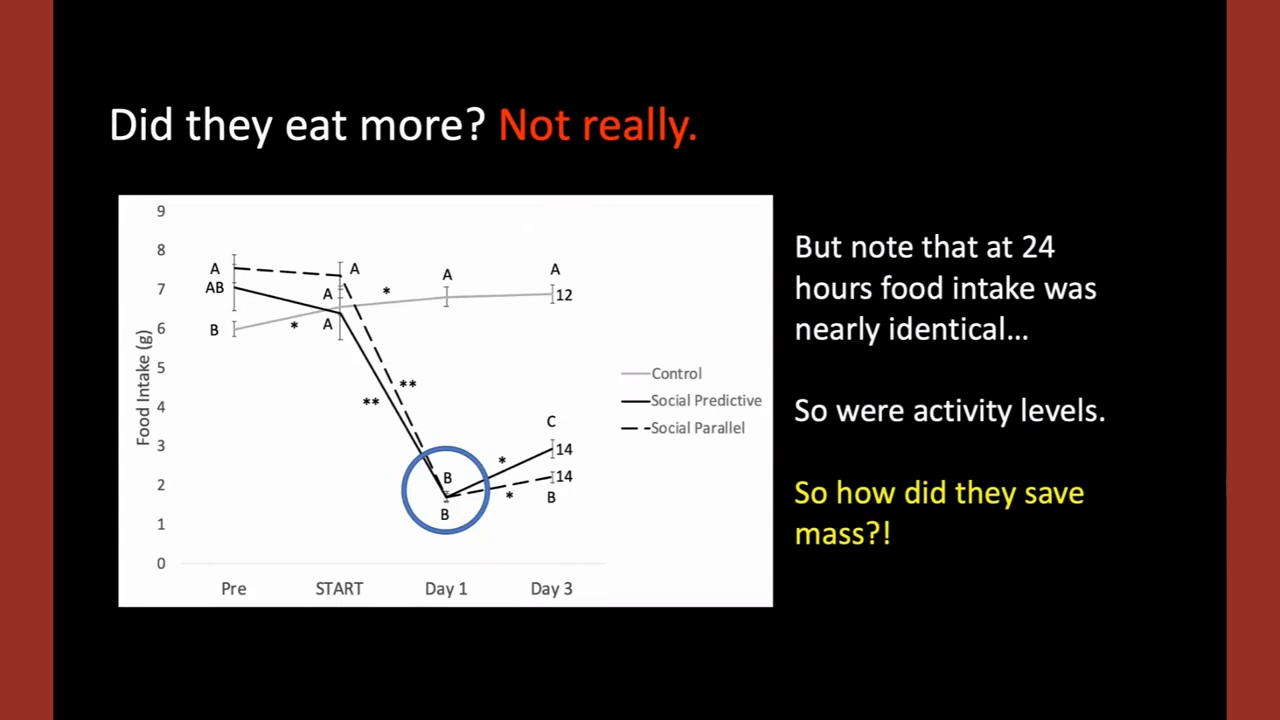 Did they eat more? Not really.
9
8
7
6
5
4
3
2
1
0
Food Intake (g)
A
AB
B
*
A
A
A
*
**
**
A
B
B
*
*
A
12
C
14
14
B
Pre
START
Day 1
Day 3
Control
Social Predictive
Social Parallel
But note that at 24
hours food intake was
nearly identical...
So were activity levels.
So how did they save
mass?!